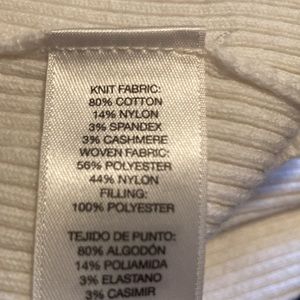 KNIT FABRIC:
80% COTTON
14% NYLON
3% SPANDEX
3% CASHMERE
WOVEN FABRIC:
56% POLYESTER
44% NYLON
FILLING:
100% POLYESTER
TEJIDO DE PUNTO:
80% ALGODÓN
14% POLIAMIDA
3% ELASTANO
3% CASIMIR